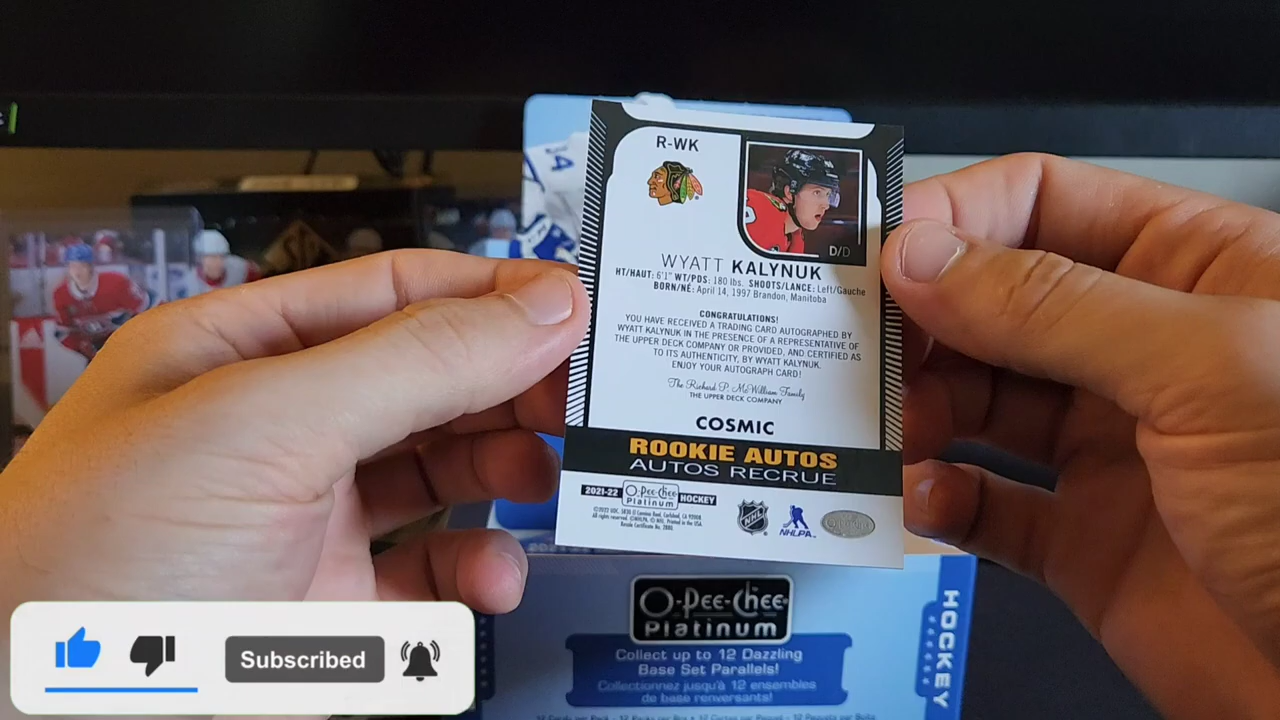 R-WK
D/D
WYATT KALYNUK
HT/HAUT: 6'1" WT/POS: 180 lbs. SHOOTS/LANCE: Left/Gauche
BORN/NÉ: April 14, 1997 Brandon, Manitoba
CONGRATULATIONS!
YOU HAVE RECEIVED A TRADING CARD AUTOGRAPHED BY
WYATT KALYNUK IN THE PRESENCE OF A REPRESENTATIVE OF
THE UPPER DECK COMPANY OR PROVIDED, AND CERTIFIED AS
TO ITS AUTHENTICITY, BY WYATT KALYNUK.
ENJOY YOUR AUTOGRAPH CARD!
The Richard P. McWilliam Family
THE UPPER DECK COMPANY
COSMIC
ROOKIE AUTOS
AUTOS RECRUE
2021-22 O-Pee-Chee Platinum HOCKEY
NHL
NHLPA
O-Pee-Chee
Platinum
Collect up to 12 Dazzling
Base Set Parallels!
Collectionnez jusqu'à 12 ensembles
de base renversants!
HOCKEY
Subscribed